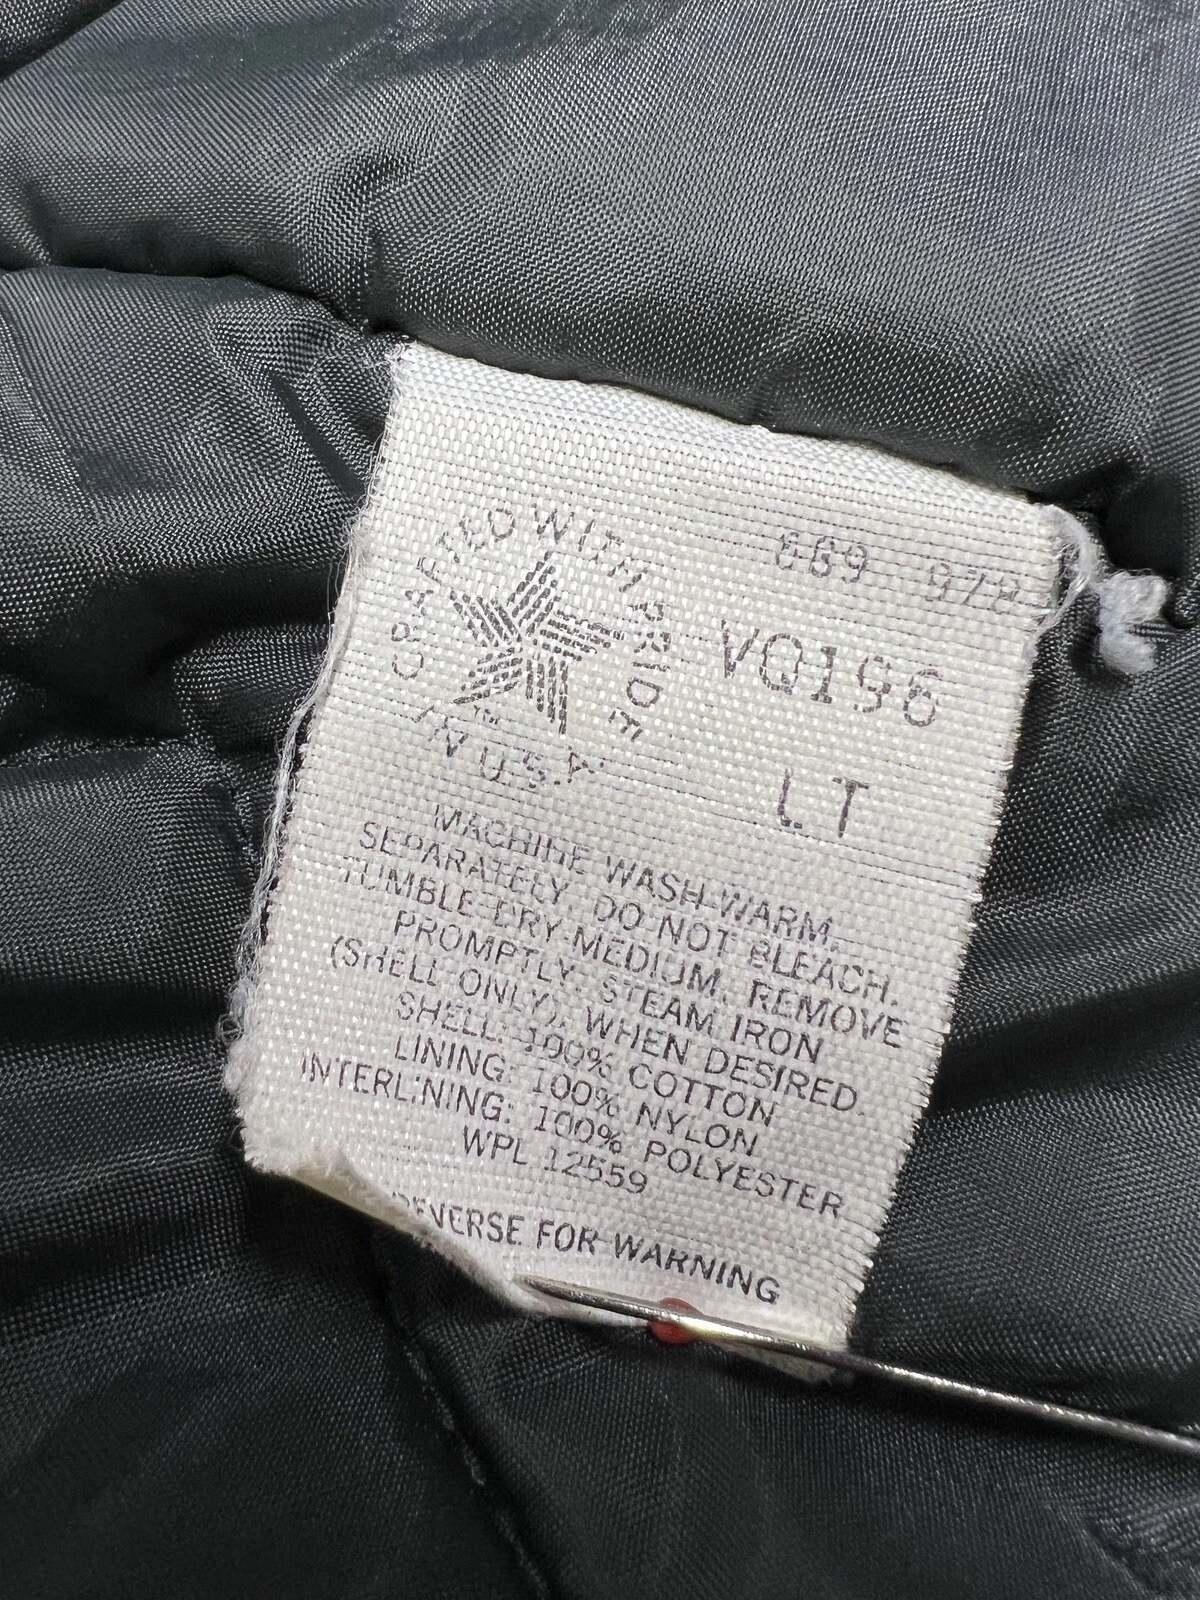 CRAFTED WITH PRIDE
IN U.S.A.
TM
689 978
VQ196
LT
MACHINE WASH WARM.
SEPARATELY. DO NOT BLEACH.
TUMBLE DRY MEDIUM. REMOVE
PROMPTLY. STEAM IRON
(SHELL ONLY). WHEN DESIRED.
SHELL: 100% COTTON
LINING: 100% NYLON
INTERLINING: 100% POLYESTER
WPL 12559
REVERSE FOR WARNING